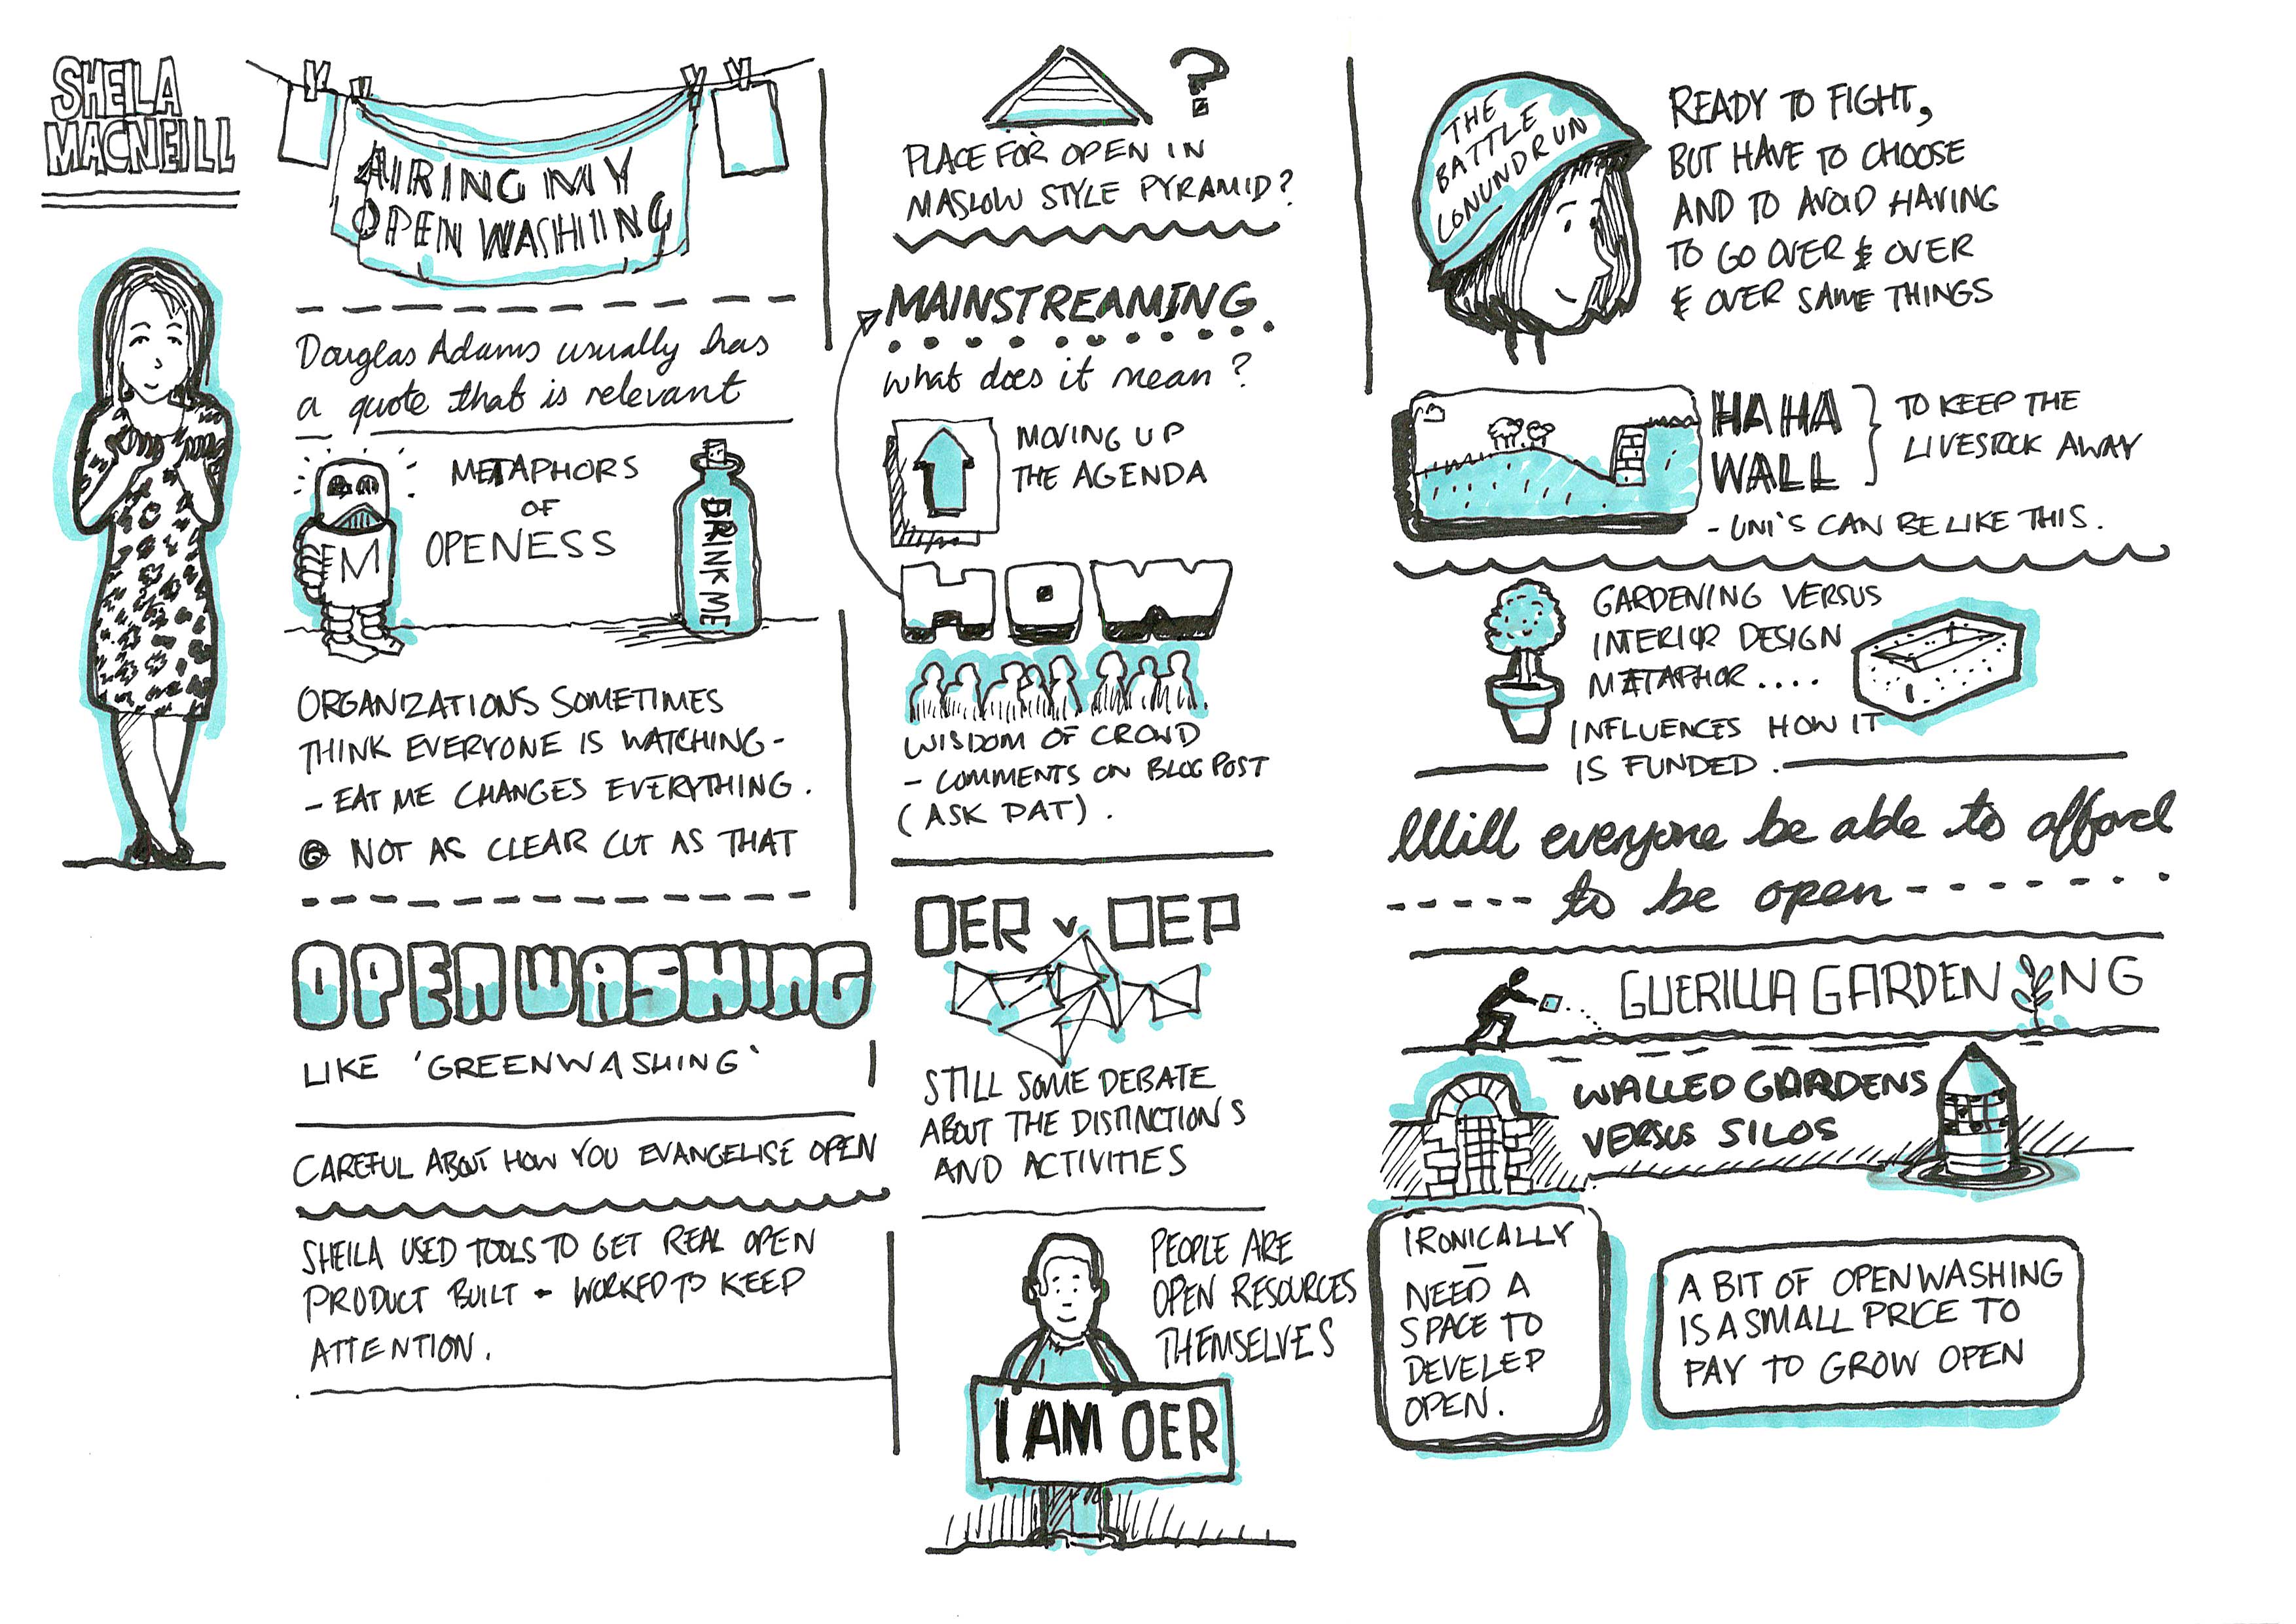 SHEILA
MACNEILL
AIRING MY
OPEN WASHING
Douglas Adams usually has
a quote that is relevant
METAPHORS
OF
OPENESS
M
DRINK ME
ORGANIZATIONS SOMETIMES
THINK EVERYONE IS WATCHING -
- EAT ME CHANGES EVERYTHING.
NOT AS CLEAR CUT AS THAT
OPENWASHING
LIKE 'GREENWASHING'
CAREFUL ABOUT HOW YOU EVANGELISE OPEN
SHEILA USED TOOLS TO GET REAL OPEN
PRODUCT BUILT - WORKED TO KEEP
ATTENTION.
?
PLACE FOR OPEN IN
MASLOW STYLE PYRAMID?
MAINSTREAMING
what does it mean?
MOVING UP
THE AGENDA
HOW
WISDOM OF CROWD
- COMMENTS ON BLOG POST
(ASK PAT).
OER v OEP
STILL SOME DEBATE
ABOUT THE DISTINCTIONS
AND ACTIVITIES
PEOPLE ARE
OPEN RESOURCES
THEMSELVES
I AM OER
THE
BATTLE
CONUNDRUN
READY TO FIGHT,
BUT HAVE TO CHOOSE
AND TO AVOID HAVING
TO GO OVER & OVER
& OVER SAME THINGS
HAHA
WALL
TO KEEP THE
LIVESTOCK AWAY
- UNI'S CAN BE LIKE THIS.
GARDENING VERSUS
INTERIOR DESIGN
METAPHOR....
INFLUENCES HOW IT
IS FUNDED.
Will everyone be able to afford
to be open
GUERILLA GARDENING
WALLED GARDENS
VERSUS SILOS
IRONICALLY
NEED A
SPACE TO
DEVELEP
OPEN.
A BIT OF OPENWASHING
IS A SMALL PRICE TO
PAY TO GROW OPEN